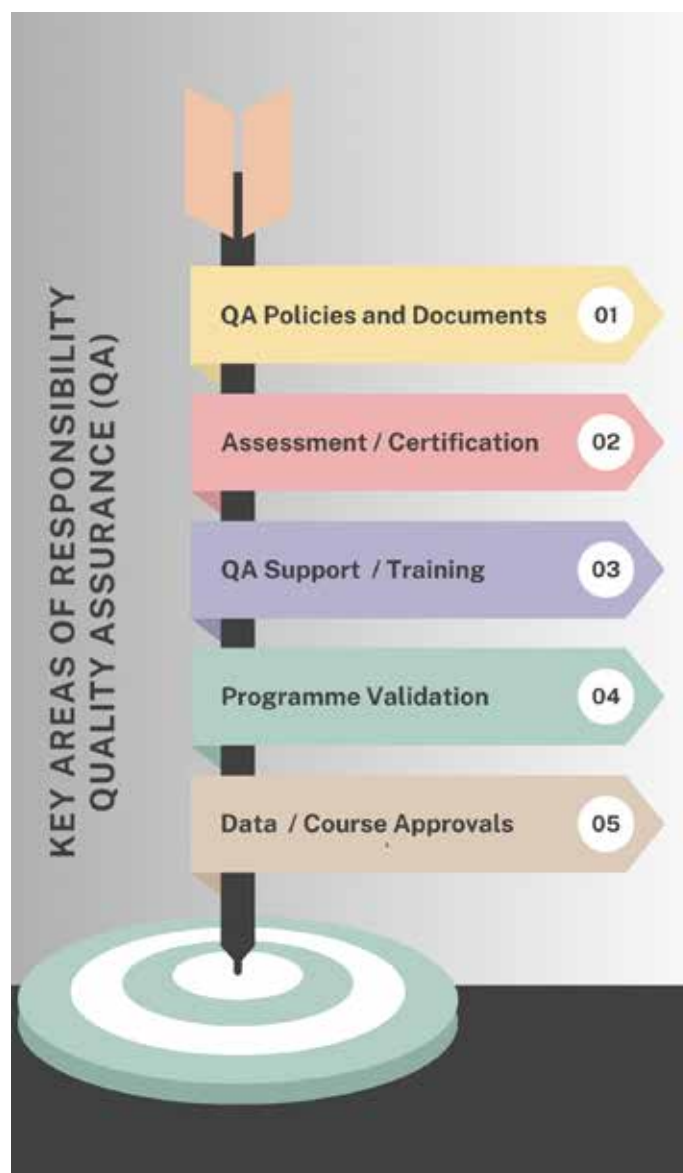 KEY AREAS OF RESPONSIBILITY
QUALITY ASSURANCE (QA)
QA Policies and Documents 01
Assessment / Certification 02
QA Support / Training 03
Programme Validation 04
Data / Course Approvals 05